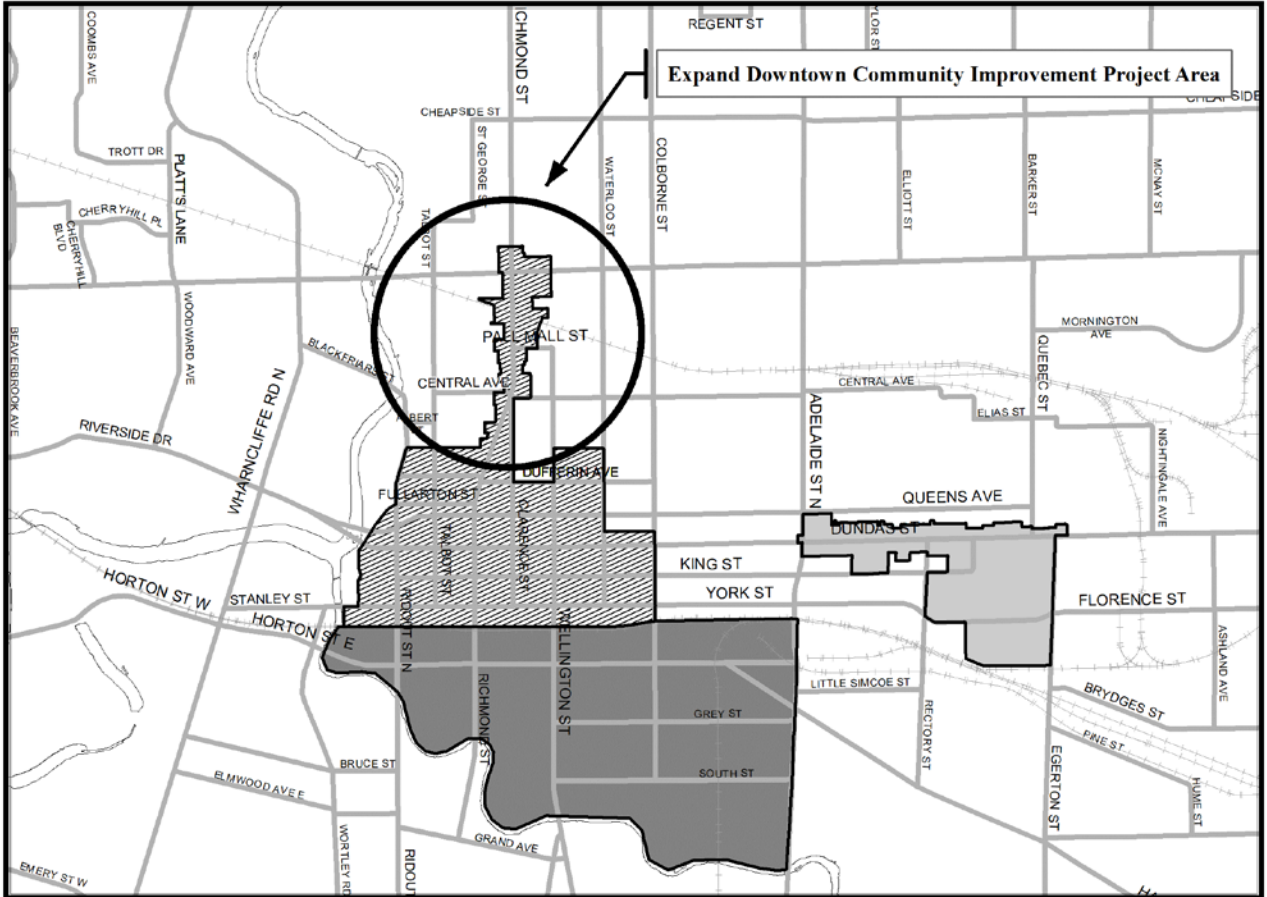 COOMBS AVE
ICHMOND ST
REGENT ST
YLOR ST
Expand Downtown Community Improvement Project Area
CHEAPSIDE
CHEAPSIDE ST
ST GEORGE S
TROTT DR
PLATT'S LANE
WATERLOO ST
COLBORNE ST
ELLIOTT ST
BARKER ST
MCNAY ST
CHERRYHILL PL
CHERRYHILL
BLVD
TALBOT ST
WOODWARD AVE
BEAVERBROOK AVE
BLACKFRIARS ST
PALL MALL ST
MORNINGTON
AVE
QUEBEC ST
CENTRAL AVE
CENTRAL AVE
ELIAS ST
ADELAIDE ST N
BERT
RIVERSIDE DR
WHARNCLIFFE RD N
NIGHTINGALE AVE
DUFFERIN AVE
FULLARTON ST
CLARENCE ST
QUEENS AVE
TALBOT ST
DUNDAS ST
KING ST
HORTON ST W
STANLEY ST
YORK ST
FLORENCE ST
HORTON ST E
RIDOUT ST N
WELLINGTON ST
ASHLAND AVE
RICHMOND ST
LITTLE SIMCOE ST
BRYDGES ST
GREY ST
RECTORY ST
PINE ST
BRUCE ST
SOUTH ST
EGERTON ST
ELMWOOD AVE E
HUME ST
WORTLEY RD
GRAND AVE
RIDOUT
EMERY ST W